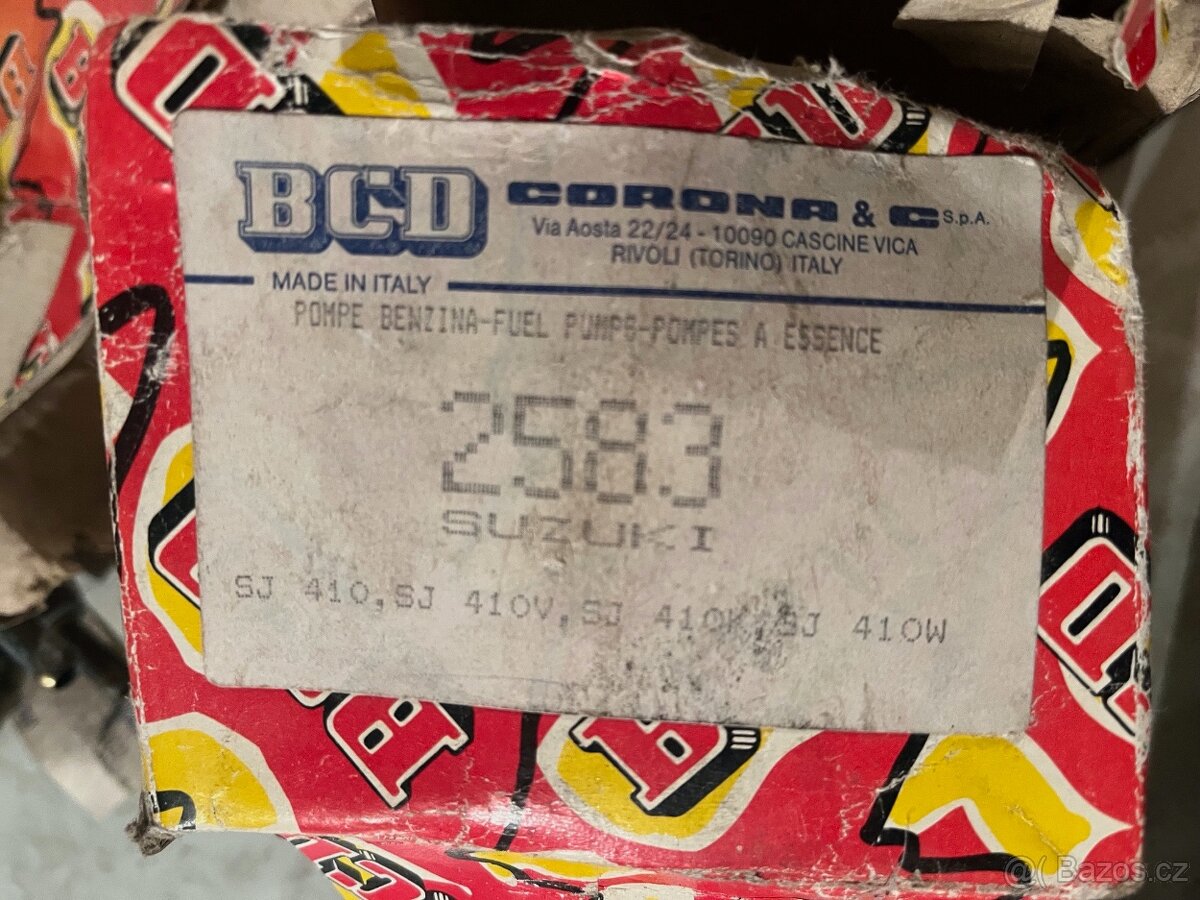 BCD CORONA & C S.p.A.
Via Aosta 22/24 - 10090 CASCINE VICA
RIVOLI (TORINO) ITALY
MADE IN ITALY
POMPE BENZINA-FUEL PUMPS-POMPES A ESSENCE
2583
SUZUKI
SJ 410,SJ 410V,SJ 410K,SJ 410W
@( Bazos.cz